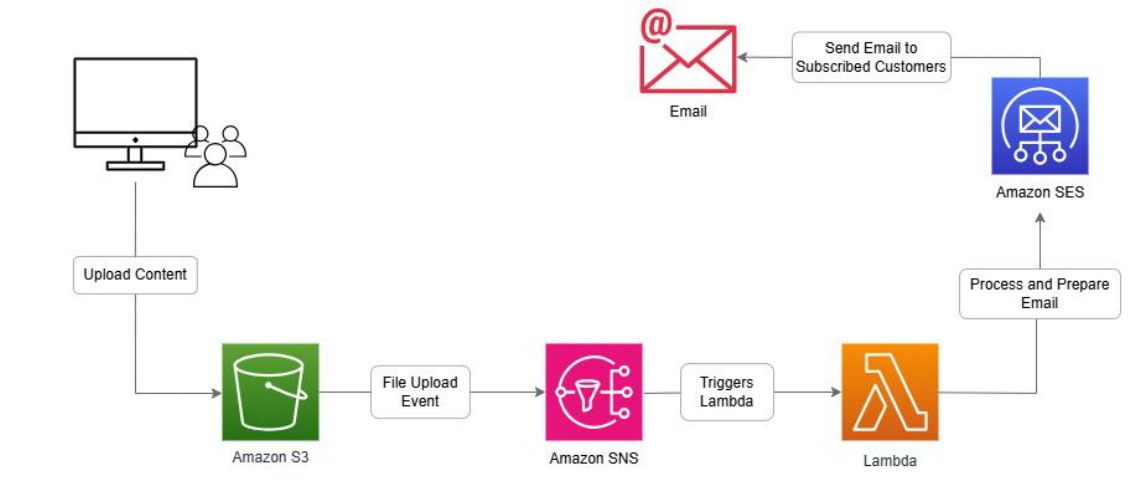 @
Send Email to
Subscribed Customers
Email
Amazon SES
Upload Content
Process and Prepare
Email
File Upload
Event
Triggers
Lambda
Amazon S3
Amazon SNS
Lambda